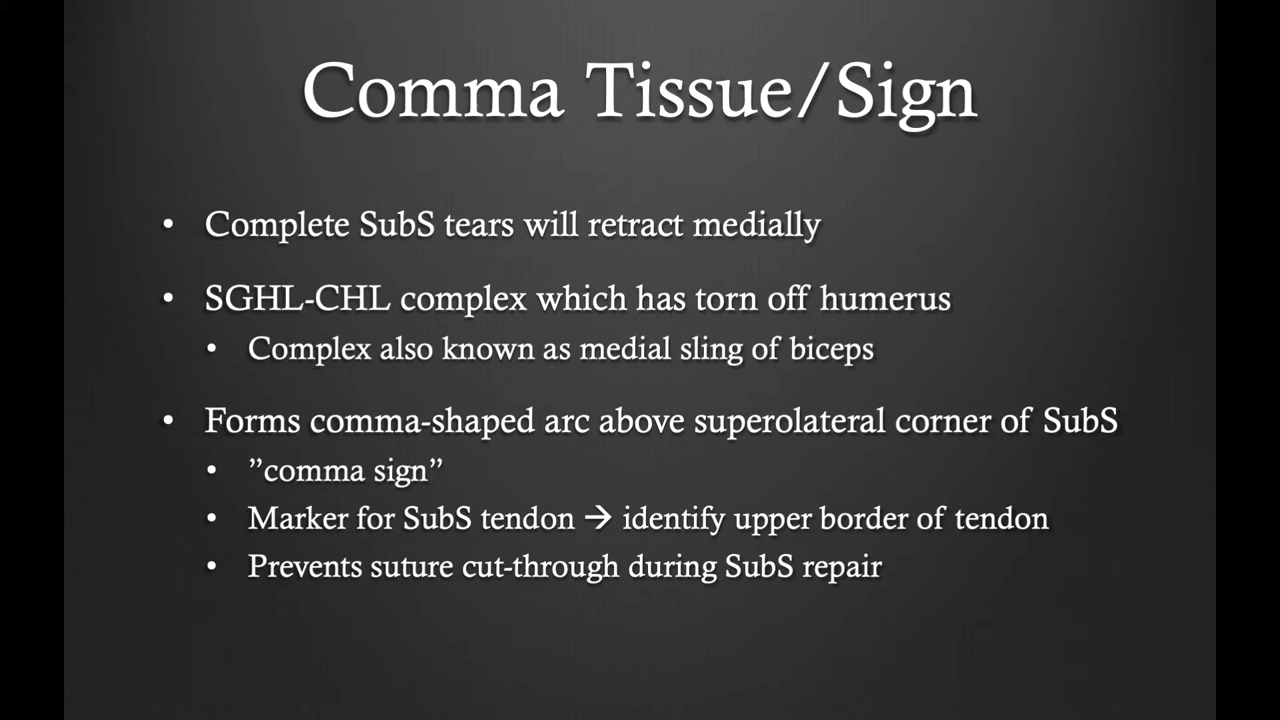 Comma Tissue/Sign
• Complete SubS tears will retract medially
• SGHL-CHL complex which has torn off humerus
• Complex also known as medial sling of biceps
• Forms comma-shaped arc above superolateral corner of SubS
• ”comma sign”
• Marker for SubS tendon → identify upper border of tendon
• Prevents suture cut-through during SubS repair